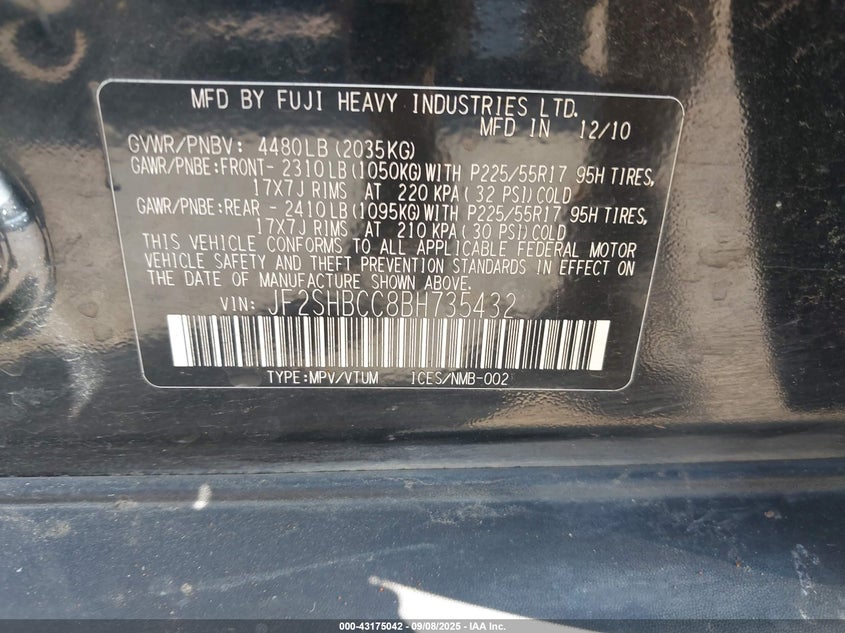 MFD BY FUJI HEAVY INDUSTRIES LTD.
MFD IN 12/10
GVWR/PNBV: 4480LB(2035KG)
GAWR/PNBE:FRONT- 2310LB(1050KG)WITH P225/55R17 95H TIRES,
17X7J RIMS AT 220 KPA( 32 PSI)COLD
GAWR/PNBE:REAR - 2410LB(1095KG)WITH P225/55R17 95H TIRES,
17X7J RIMS AT 210 KPA( 30 PSI)COLD
THIS VEHICLE CONFORMS TO ALL APPLICABLE FEDERAL MOTOR
VEHICLE SAFETY AND THEFT PREVENTION STANDARDS IN EFFECT ON
THE DATE OF MANUFACTURE SHOWN ABOVE.
VIN: JF2SHBCC8BH735432
TYPE:MPV/VTUM ICES/NMB-002
000-43175042 - 09/08/2025 - IAA Inc.